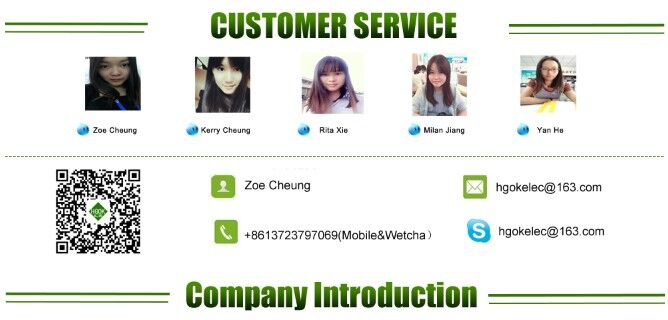 CUSTOMER SERVICE
Zoe Cheung
Kerry Cheung
Rita Xie
Milan Jiang
Yan He
Zoe Cheung
hgokelec@163.com
+8613723797069(Mobile&Wetcha）
hgokelec@163.com
Company Introduction